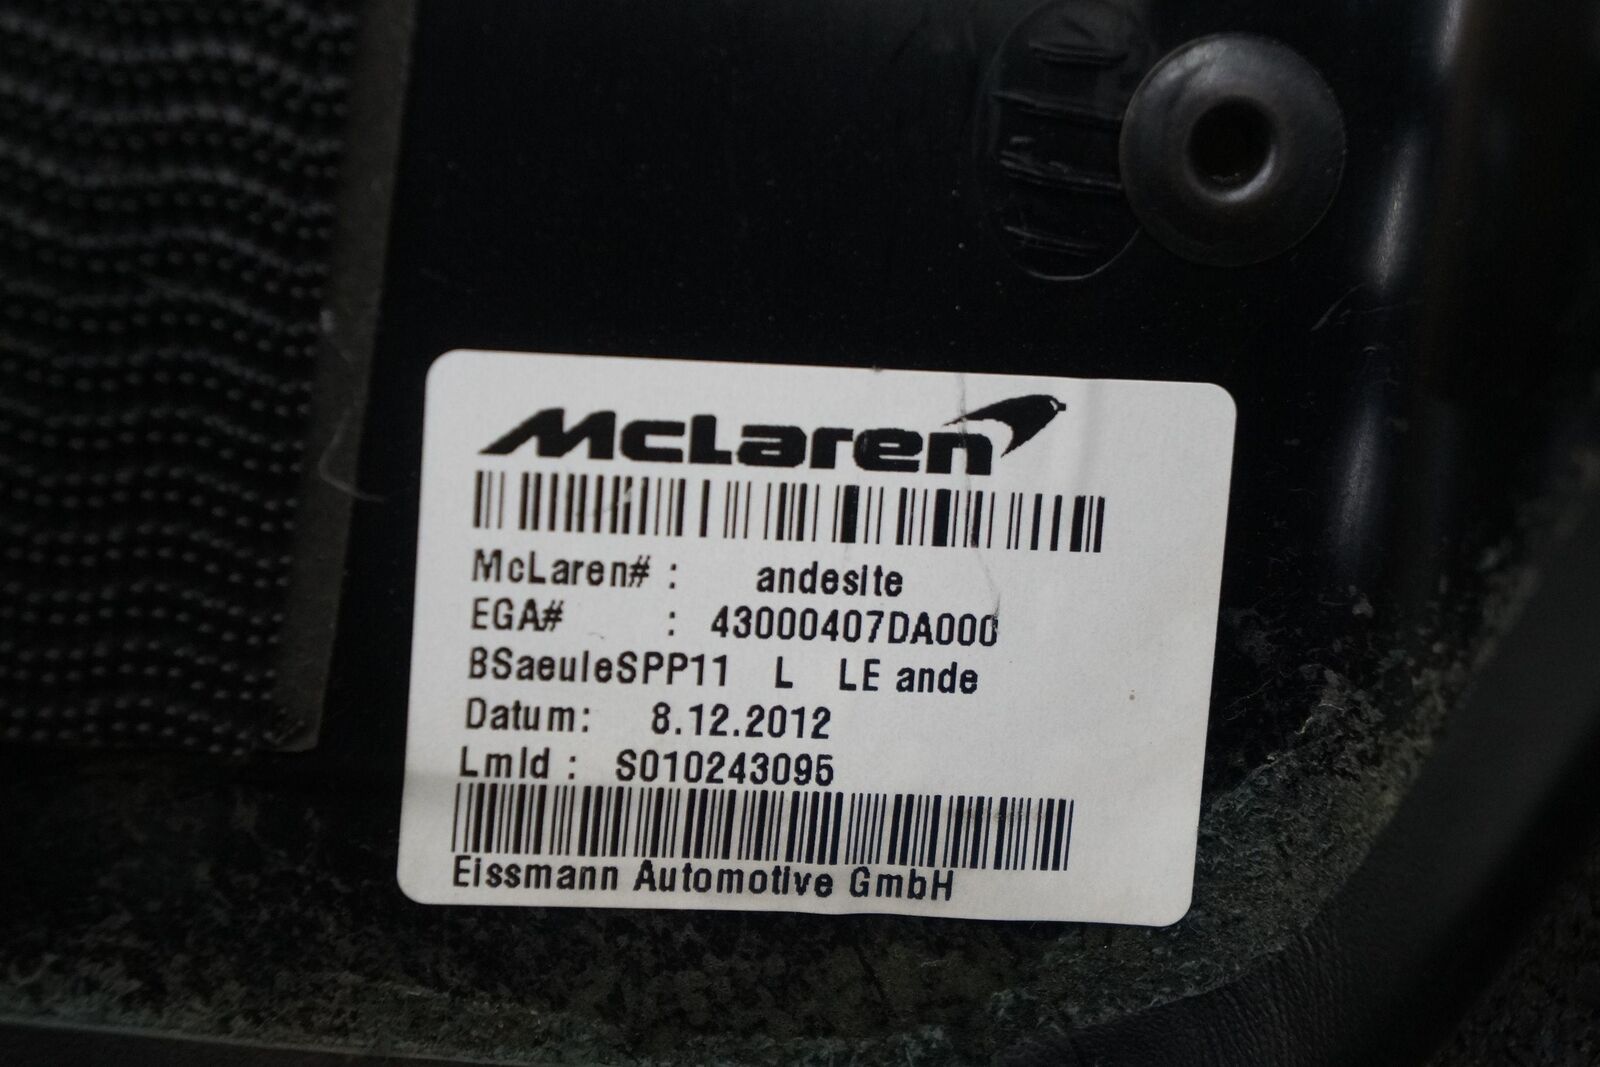 McLaren
McLaren# : andesite
EGA# : 43000407DA000
BSaeuleSPP11 L LE ande
Datum: 8.12.2012
LmId : S010243095
Eissmann Automotive GmbH